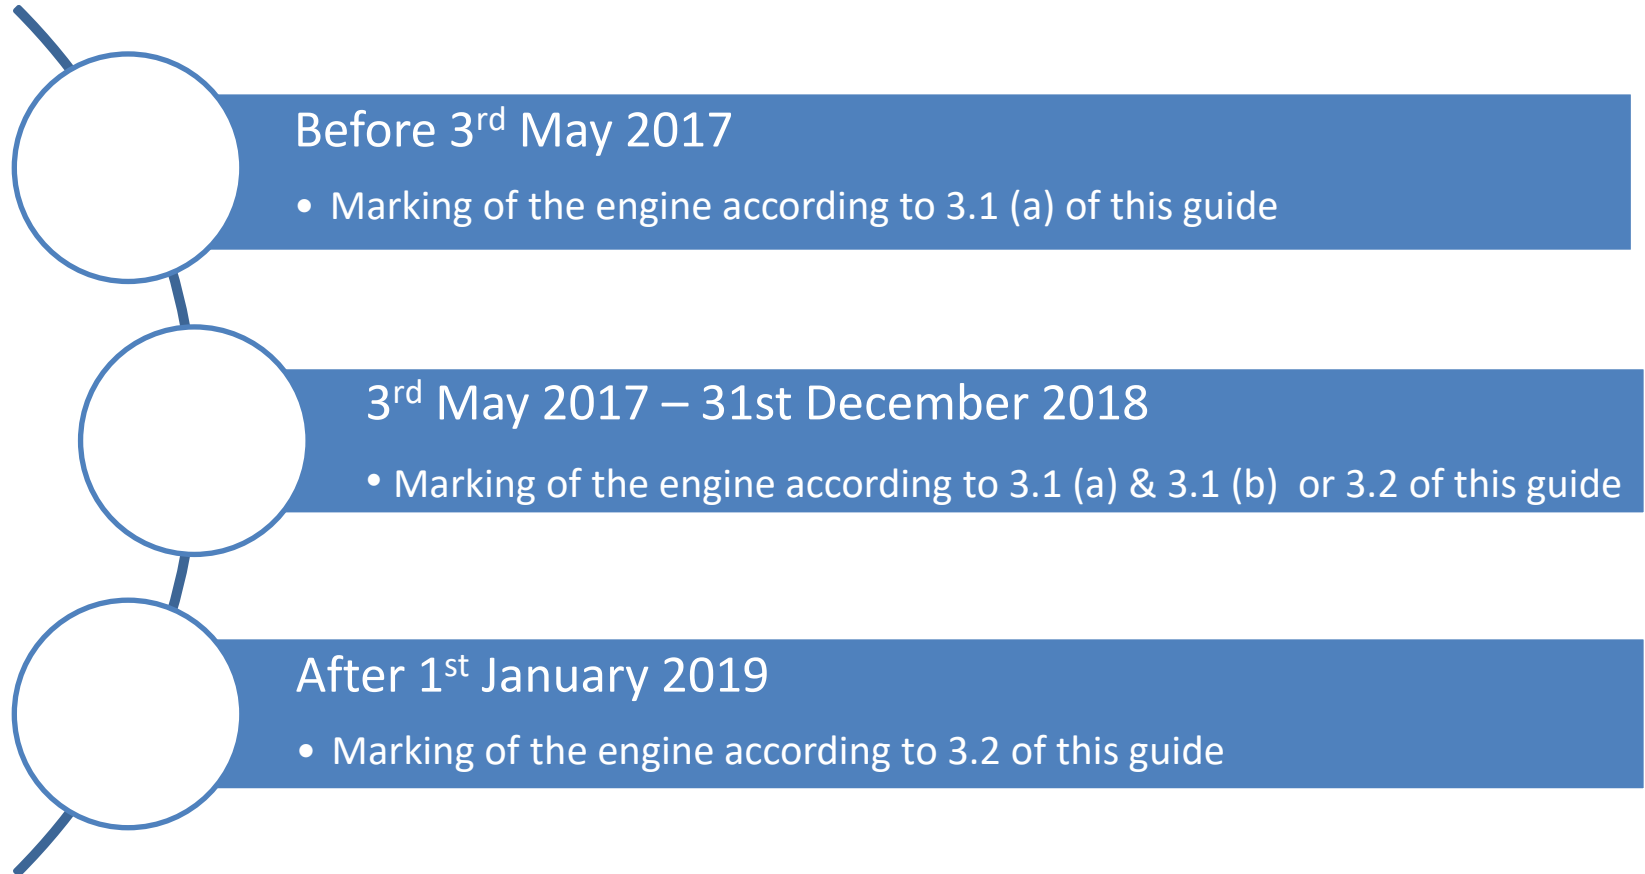 Before 3rd May 2017
• Marking of the engine according to 3.1 (a) of this guide
3rd May 2017 – 31st December 2018
• Marking of the engine according to 3.1 (a) & 3.1 (b)  or 3.2 of this guide
After 1st January 2019
• Marking of the engine according to 3.2 of this guide